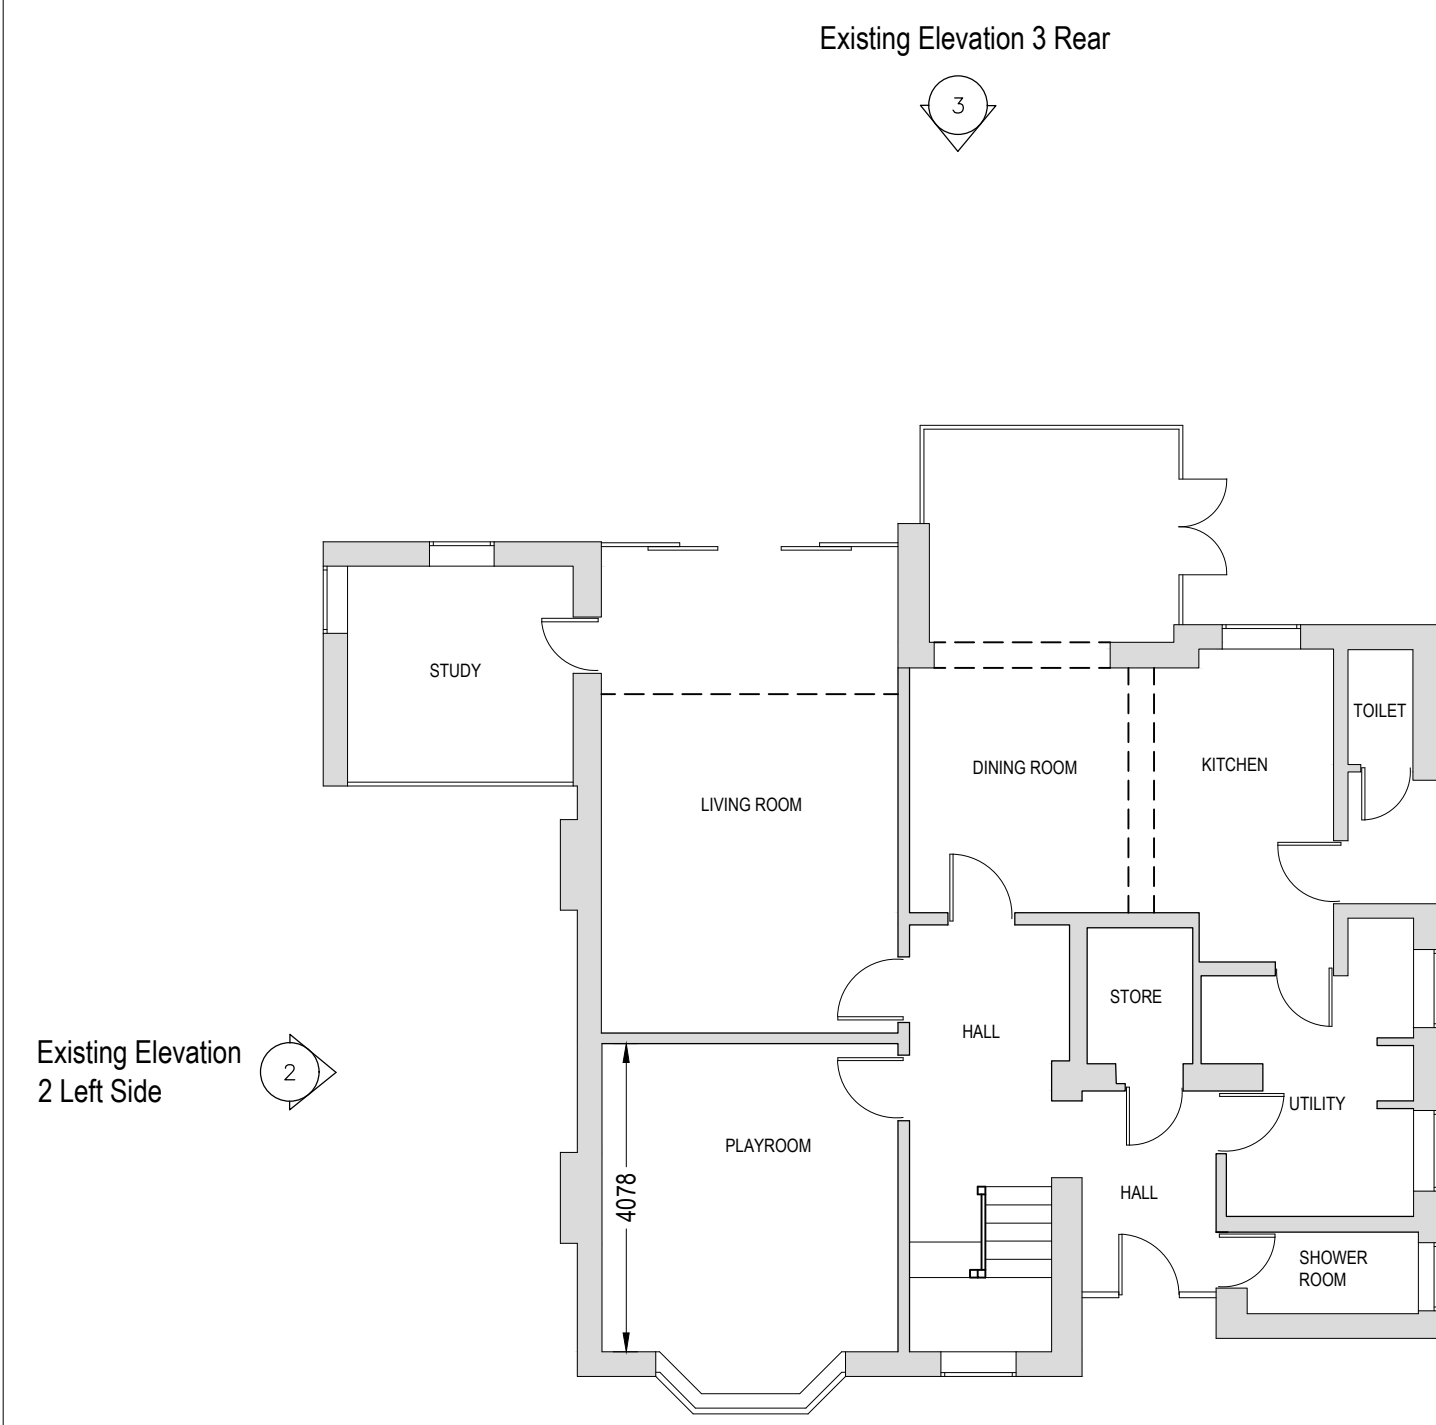 Existing Elevation 3 Rear
3
STUDY
TOILET
DINING ROOM
KITCHEN
LIVING ROOM
STORE
HALL
Existing Elevation
2 Left Side
2
UTILITY
PLAYROOM
4078
HALL
SHOWER
ROOM